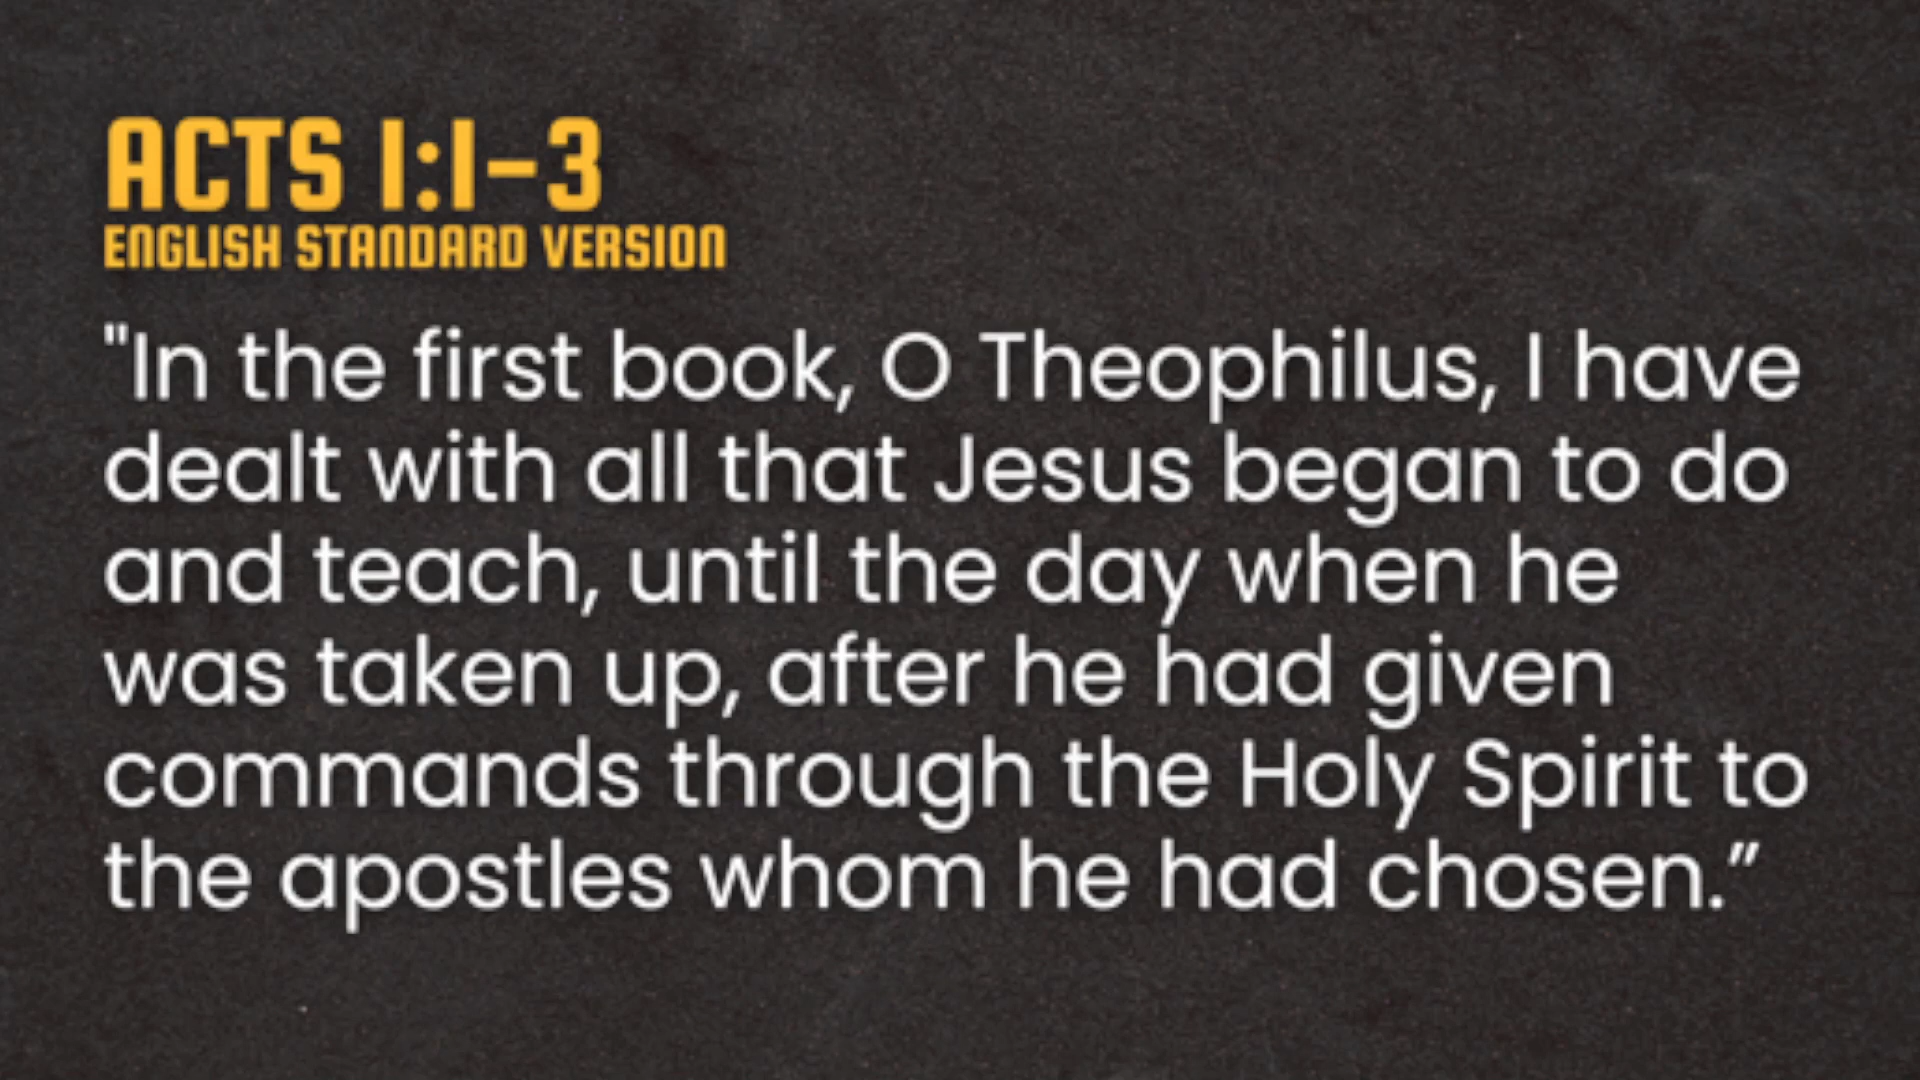 ACTS 1:1-3
ENGLISH STANDARD VERSION
"In the first book, O Theophilus, I have
dealt with all that Jesus began to do
and teach, until the day when he
was taken up, after he had given
commands through the Holy Spirit to
the apostles whom he had chosen.”